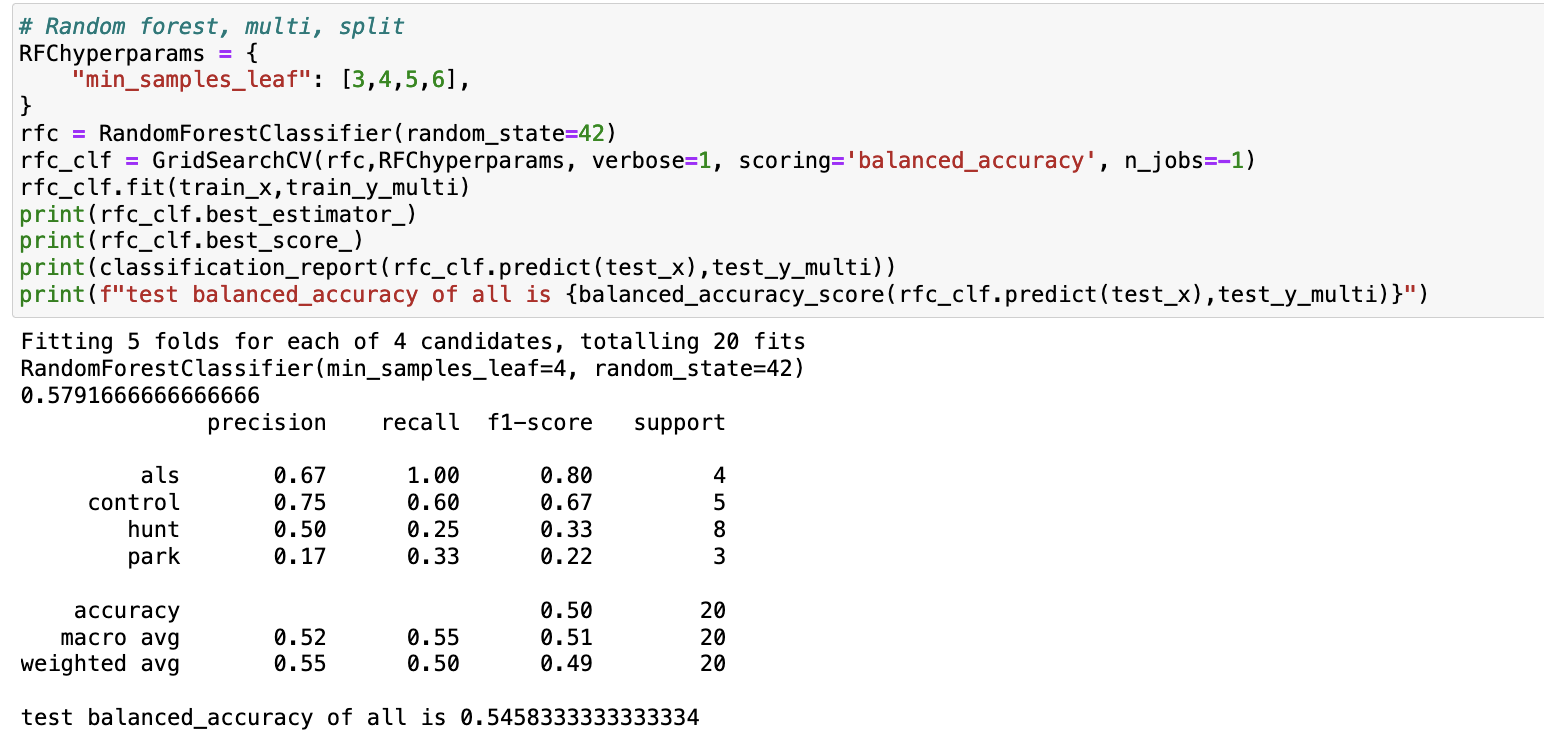 # Random forest, multi, split
RFChyperparams = {
    "min_samples_leaf": [3,4,5,6],
}
rfc = RandomForestClassifier(random_state=42)
rfc_clf = GridSearchCV(rfc,RFChyperparams, verbose=1, scoring='balanced_accuracy', n_jobs=-1)
rfc_clf.fit(train_x,train_y_multi)
print(rfc_clf.best_estimator_)
print(rfc_clf.best_score_)
print(classification_report(rfc_clf.predict(test_x),test_y_multi))
print(f"test balanced_accuracy of all is {balanced_accuracy_score(rfc_clf.predict(test_x),test_y_multi)}")
Fitting 5 folds for each of 4 candidates, totalling 20 fits
RandomForestClassifier(min_samples_leaf=4, random_state=42)
0.5791666666666666
              precision    recall  f1-score   support
         als       0.67      1.00      0.80         4
     control       0.75      0.60      0.67         5
        hunt       0.50      0.25      0.33         8
        park       0.17      0.33      0.22         3
    accuracy                           0.50        20
   macro avg       0.52      0.55      0.51        20
weighted avg       0.55      0.50      0.49        20
test balanced_accuracy of all is 0.5458333333333334